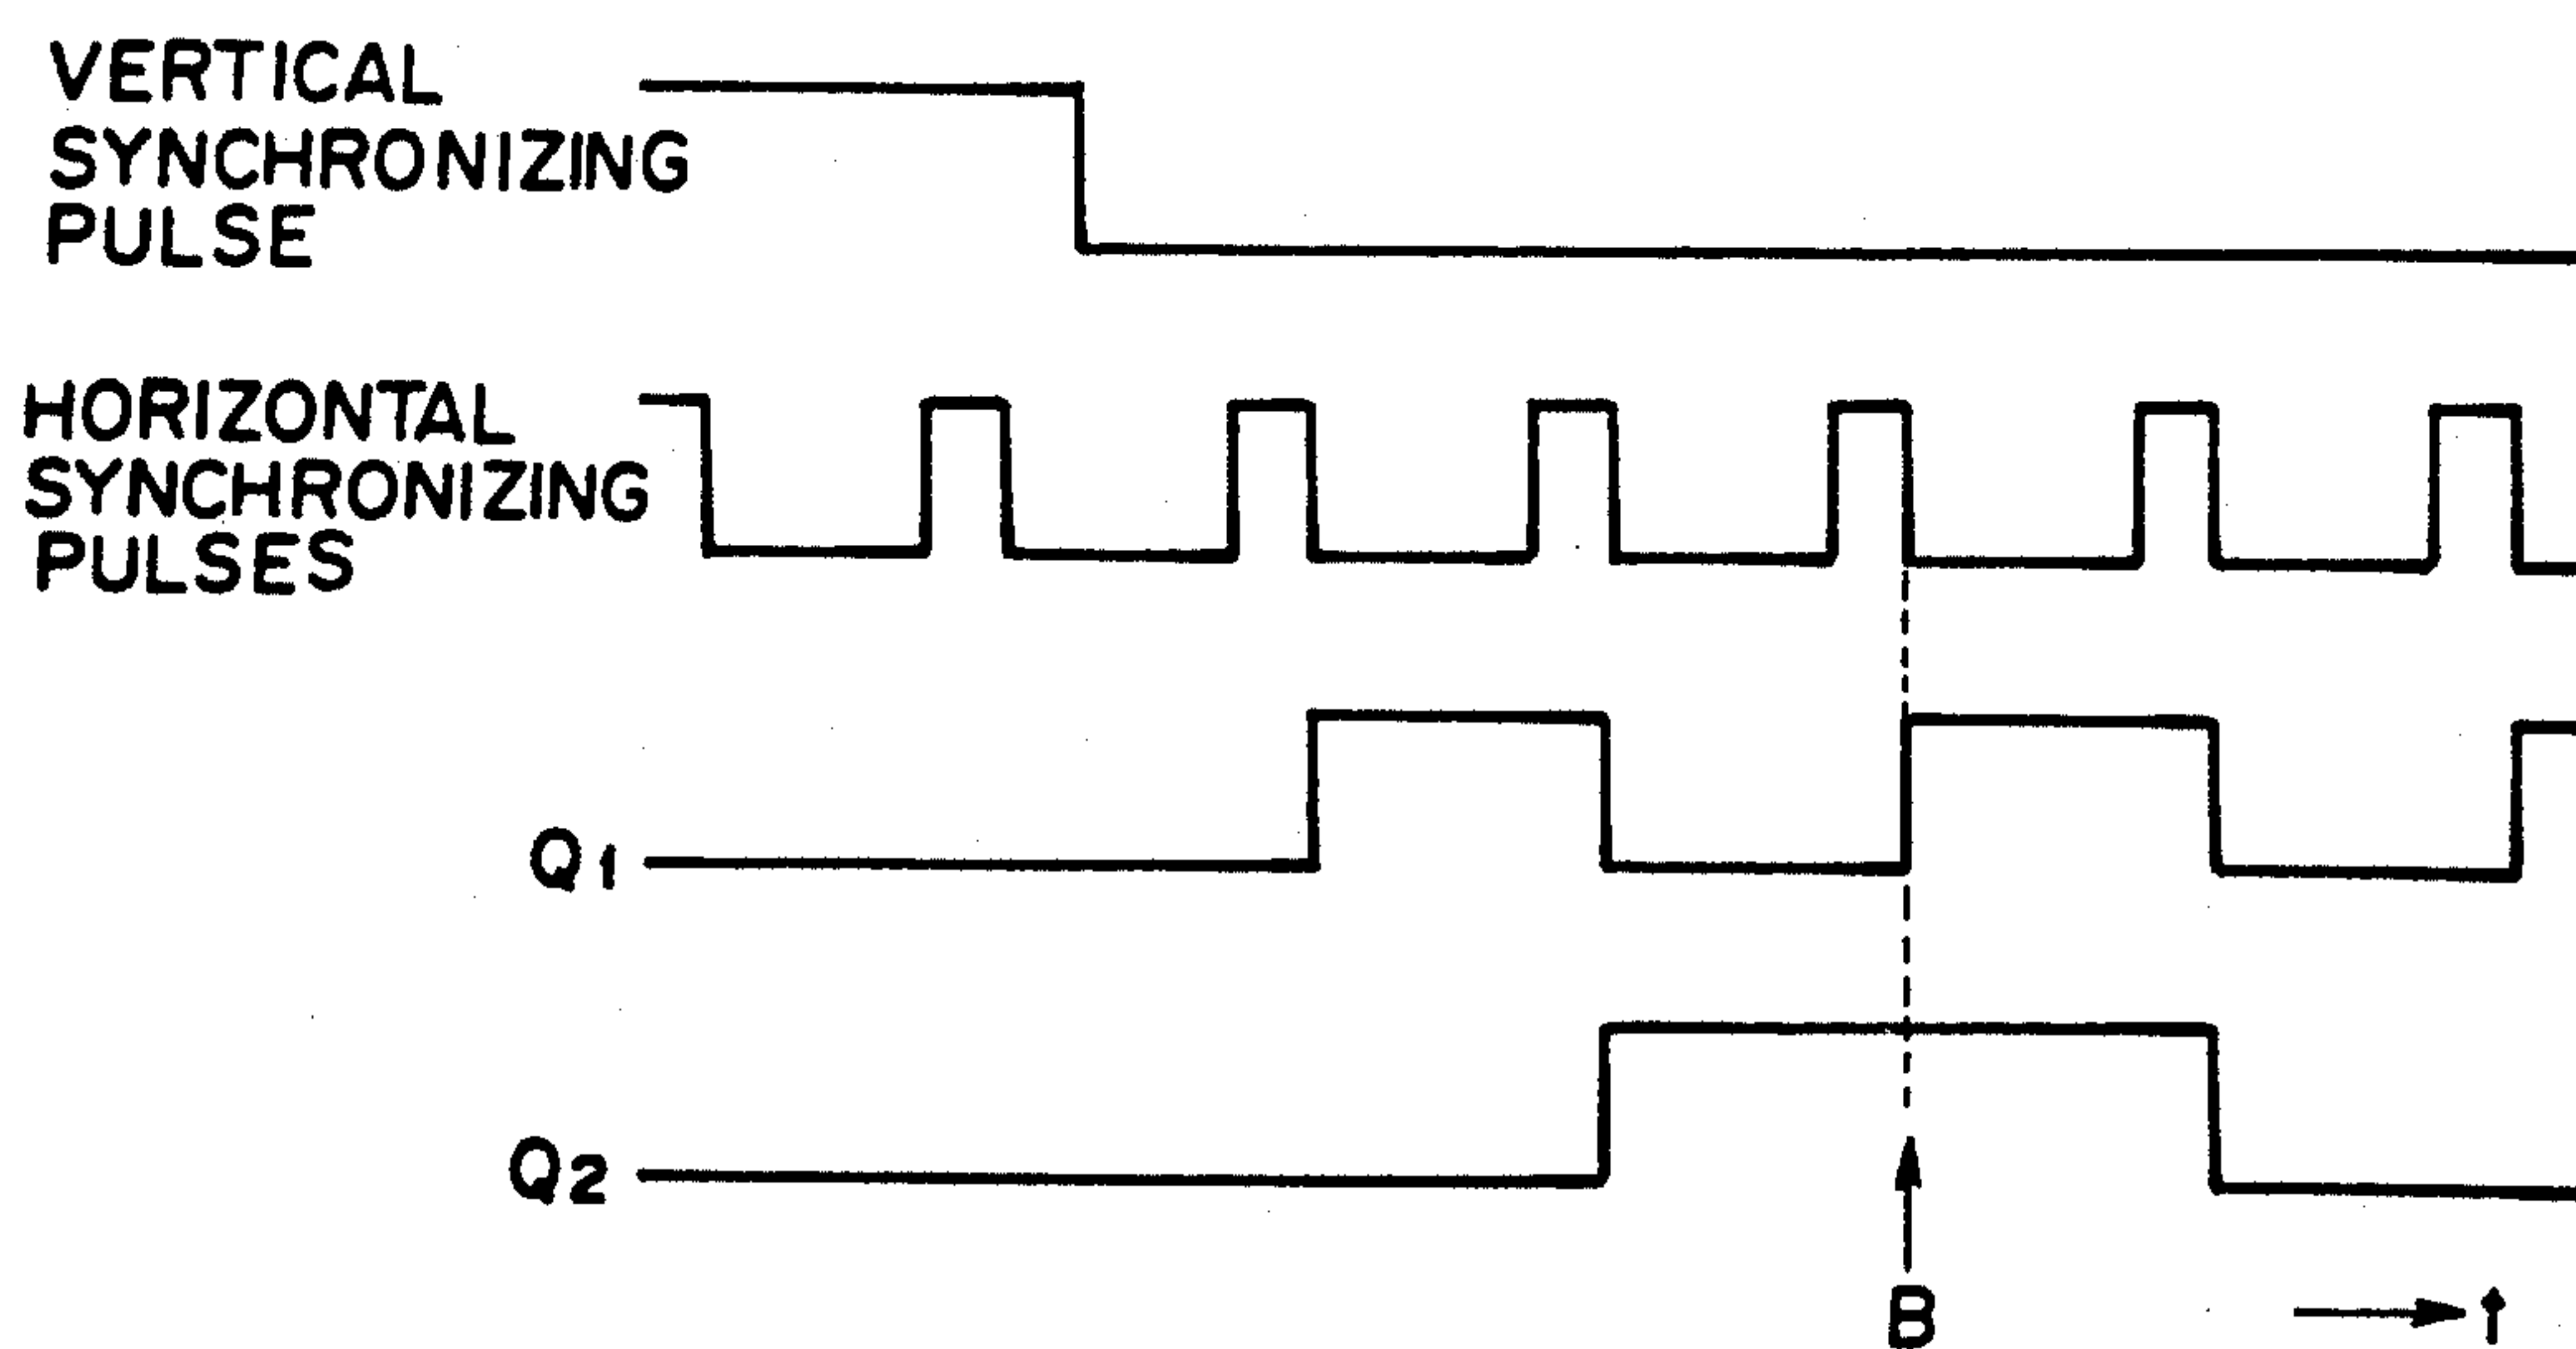 VERTICAL
SYNCHRONIZING
PULSE
HORIZONTAL
SYNCHRONIZING
PULSES
Q1
Q2
B
t